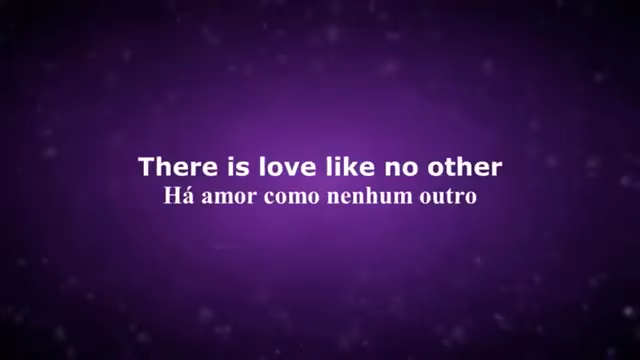 There is love like no other
Há amor como nenhum outro